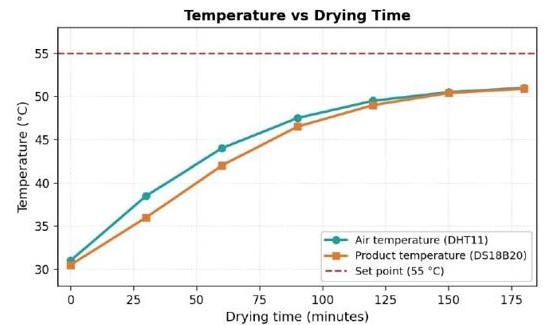 Temperature vs Drying Time
Temperature (°C)
55
50
45
40
35
30
Air temperature (DHT11)
Product temperature (DS18B20)
Set point (55 °C)
0 25 50 75 100 125 150 175
Drying time (minutes)